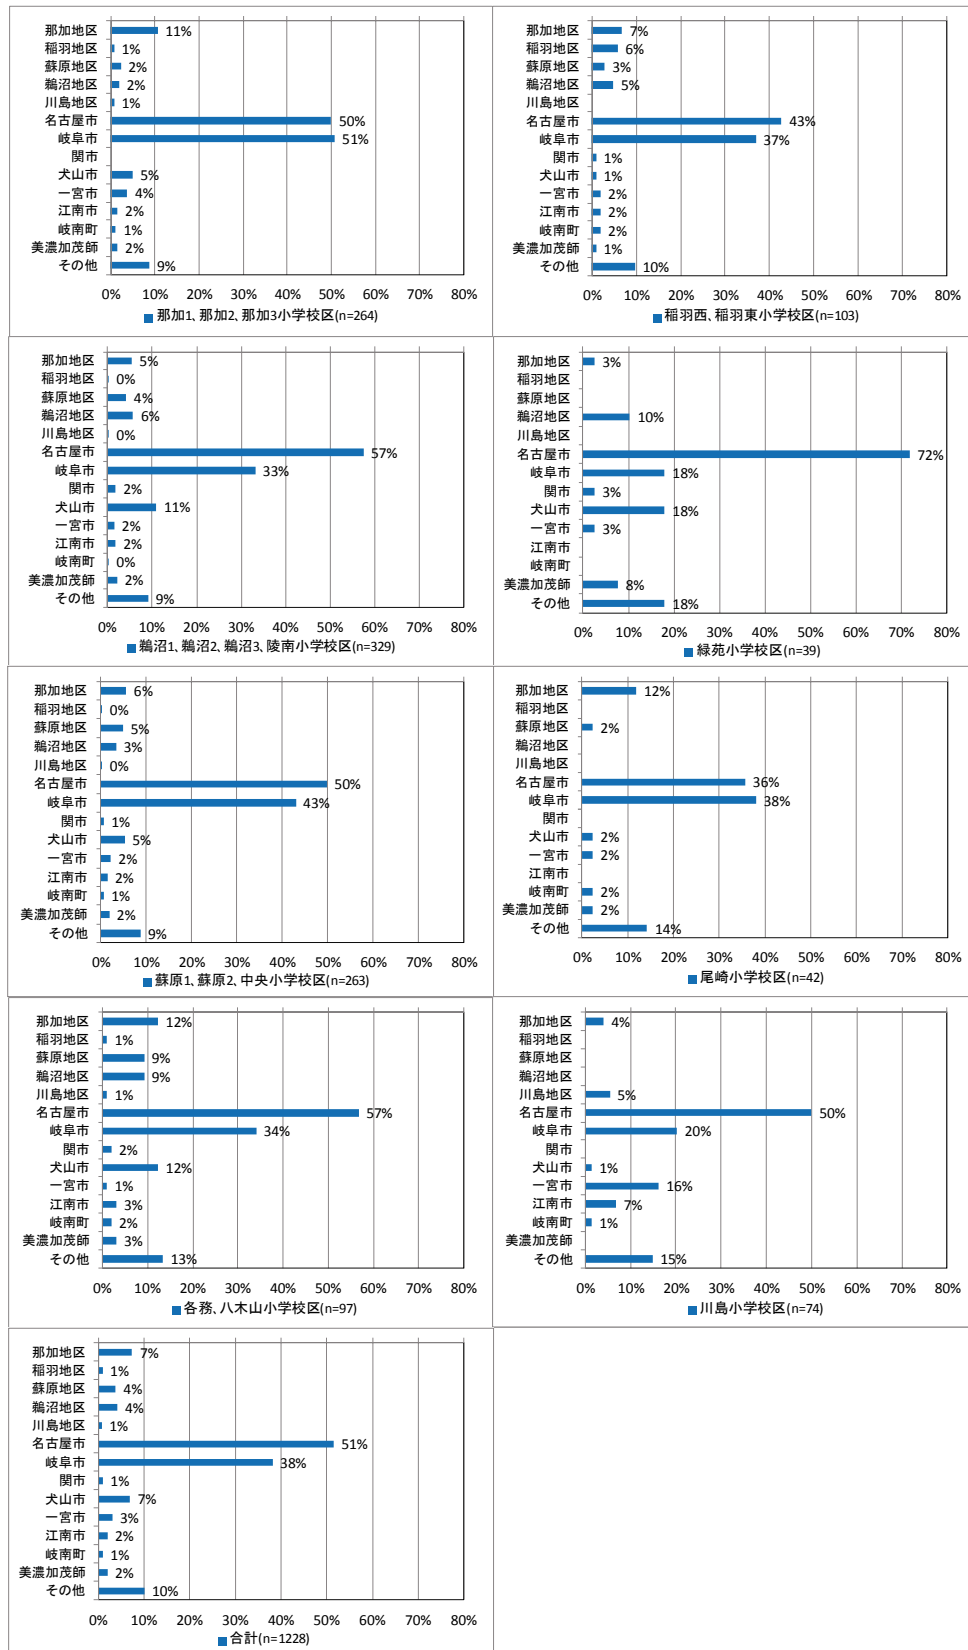 那加地区 11%
稲羽地区 1%
蘇原地区 2%
鵜沼地区 2%
川島地区 1%
名古屋市 50%
岐阜市 51%
関市
犬山市 5%
一宮市 4%
江南市 2%
岐南町 1%
美濃加茂師 2%
その他 9%
0% 10% 20% 30% 40% 50% 60% 70% 80%
那加1、那加2、那加3小学校区(n=264)
那加地区 7%
稲羽地区 6%
蘇原地区 3%
鵜沼地区 5%
川島地区
名古屋市 43%
岐阜市 37%
関市 1%
犬山市 1%
一宮市 2%
江南市 2%
岐南町 2%
美濃加茂師 1%
その他 10%
0% 10% 20% 30% 40% 50% 60% 70% 80%
稲羽西、稲羽東小学校区(n=103)
那加地区 5%
稲羽地区 0%
蘇原地区 4%
鵜沼地区 6%
川島地区 0%
名古屋市 57%
岐阜市 33%
関市 2%
犬山市 11%
一宮市 2%
江南市 2%
岐南町 0%
美濃加茂師 2%
その他 9%
0% 10% 20% 30% 40% 50% 60% 70% 80%
鵜沼1、鵜沼2、鵜沼3、陵南小学校区(n=329)
那加地区 3%
稲羽地区
蘇原地区
鵜沼地区 10%
川島地区
名古屋市 72%
岐阜市 18%
関市 3%
犬山市 18%
一宮市 3%
江南市
岐南町
美濃加茂師 8%
その他 18%
0% 10% 20% 30% 40% 50% 60% 70% 80%
緑苑小学校区(n=39)
那加地区 6%
稲羽地区 0%
蘇原地区 5%
鵜沼地区 3%
川島地区 0%
名古屋市 50%
岐阜市 43%
関市 1%
犬山市 5%
一宮市 2%
江南市 2%
岐南町 1%
美濃加茂師 2%
その他 9%
0% 10% 20% 30% 40% 50% 60% 70% 80%
蘇原1、蘇原2、中央小学校区(n=263)
那加地区 12%
稲羽地区
蘇原地区 2%
鵜沼地区
川島地区
名古屋市 36%
岐阜市 38%
関市
犬山市 2%
一宮市 2%
江南市
岐南町 2%
美濃加茂師 2%
その他 14%
0% 10% 20% 30% 40% 50% 60% 70% 80%
尾崎小学校区(n=42)
那加地区 12%
稲羽地区 1%
蘇原地区 9%
鵜沼地区 9%
川島地区 1%
名古屋市 57%
岐阜市 34%
関市 2%
犬山市 12%
一宮市 1%
江南市 3%
岐南町 2%
美濃加茂師 3%
その他 13%
0% 10% 20% 30% 40% 50% 60% 70% 80%
各務、八木山小学校区(n=97)
那加地区 4%
稲羽地区
蘇原地区
鵜沼地区
川島地区 5%
名古屋市 50%
岐阜市 20%
関市
犬山市 1%
一宮市 16%
江南市 7%
岐南町 1%
美濃加茂師
その他 15%
0% 10% 20% 30% 40% 50% 60% 70% 80%
川島小学校区(n=74)
那加地区 7%
稲羽地区 1%
蘇原地区 4%
鵜沼地区 4%
川島地区 1%
名古屋市 51%
岐阜市 38%
関市 1%
犬山市 7%
一宮市 3%
江南市 2%
岐南町 1%
美濃加茂師 2%
その他 10%
0% 10% 20% 30% 40% 50% 60% 70% 80%
合計(n=1228)